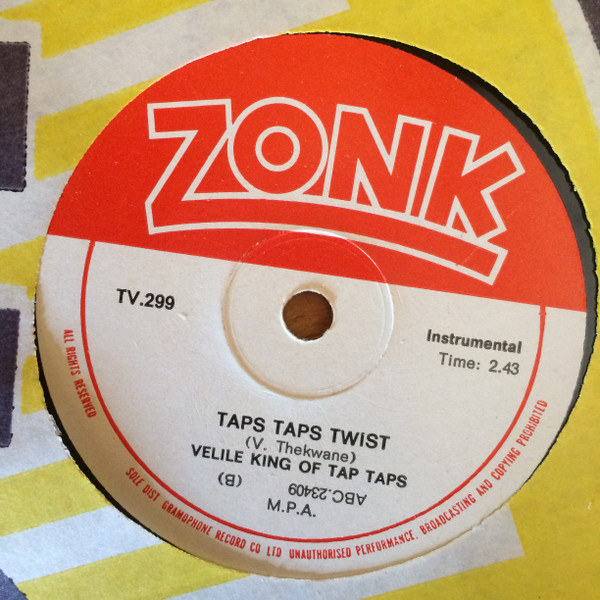 ZONK
TV.299
Instrumental
Time: 2.43
TAPS TAPS TWIST
(V. Thekwane)
VELILE KING OF TAP TAPS
(B)
ABC.23409
M.P.A.
ALL RIGHTS RESERVED
SOLE DIST GRAMOPHONE RECORD CO LTD UNAUTHORISED PERFORMANCE, BROADCASTING AND COPYING PROHIBITED